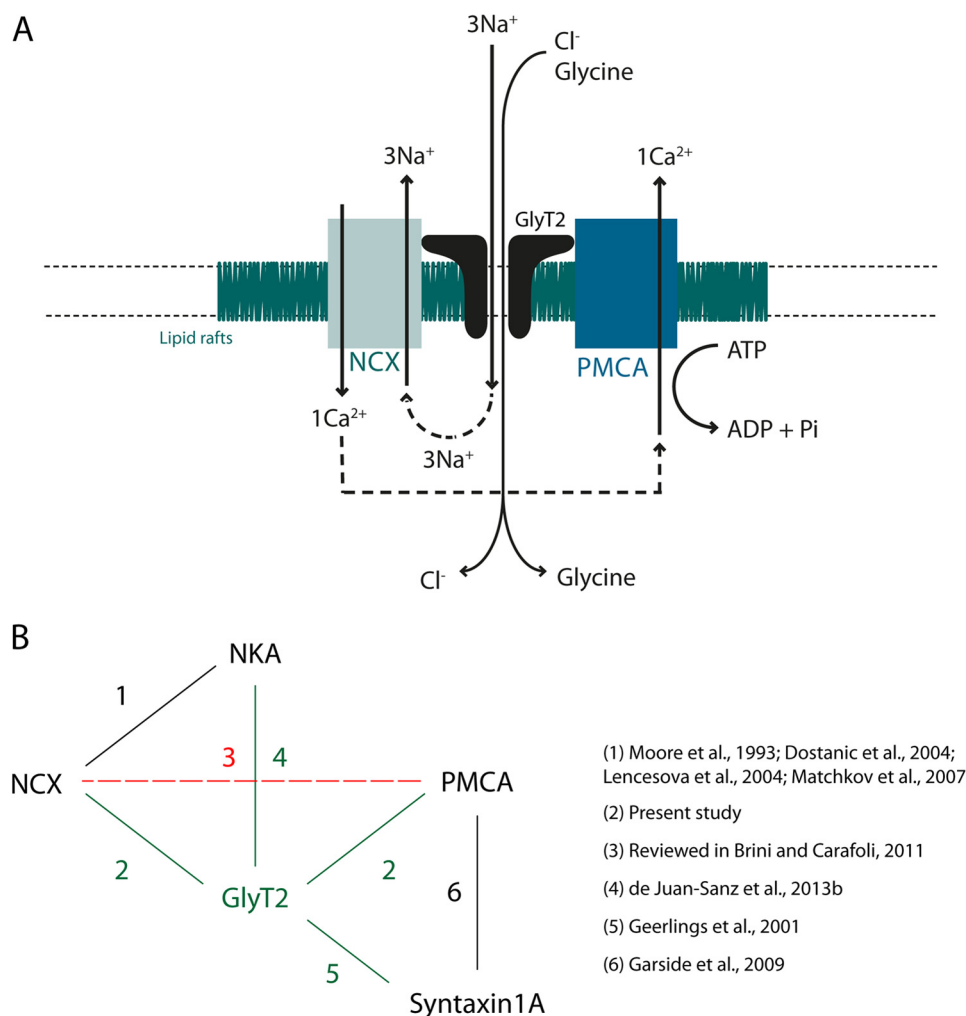 A
3Na⁺
Cl⁻
Glycine
3Na⁺
1Ca²⁺
GlyT2
Lipid rafts
NCX
PMCA
ATP
1Ca²⁺
3Na⁺
ADP + Pi
Cl⁻
Glycine
B
NKA
1
3
4
NCX
PMCA
(1) Moore et al., 1993; Dostanic et al., 2004;
Lencesova et al., 2004; Matchkov et al., 2007
(2) Present study
(3) Reviewed in Brini and Carafoli, 2011
(4) de Juan-Sanz et al., 2013b
(5) Geerlings et al., 2001
(6) Garside et al., 2009
2
2
6
GlyT2
5
Syntaxin1A